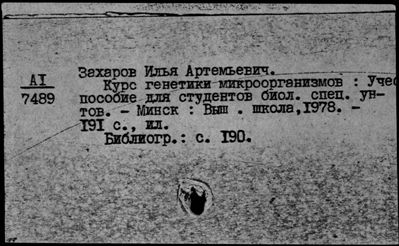 Захаров Илья Артемьевич.
АI Курс генетики микроорганизмов : Учеб
7489 пособие для студентов биол. спец. ун-
тов. - Минск : Выш . школа,1978. -
191 с., ил.
Библиогр.: с. 190.